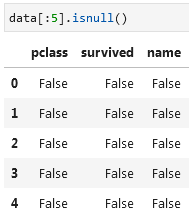 data[:5].isnull()
pclass survived name
0 False False False
1 False False False
2 False False False
3 False False False
4 False False False